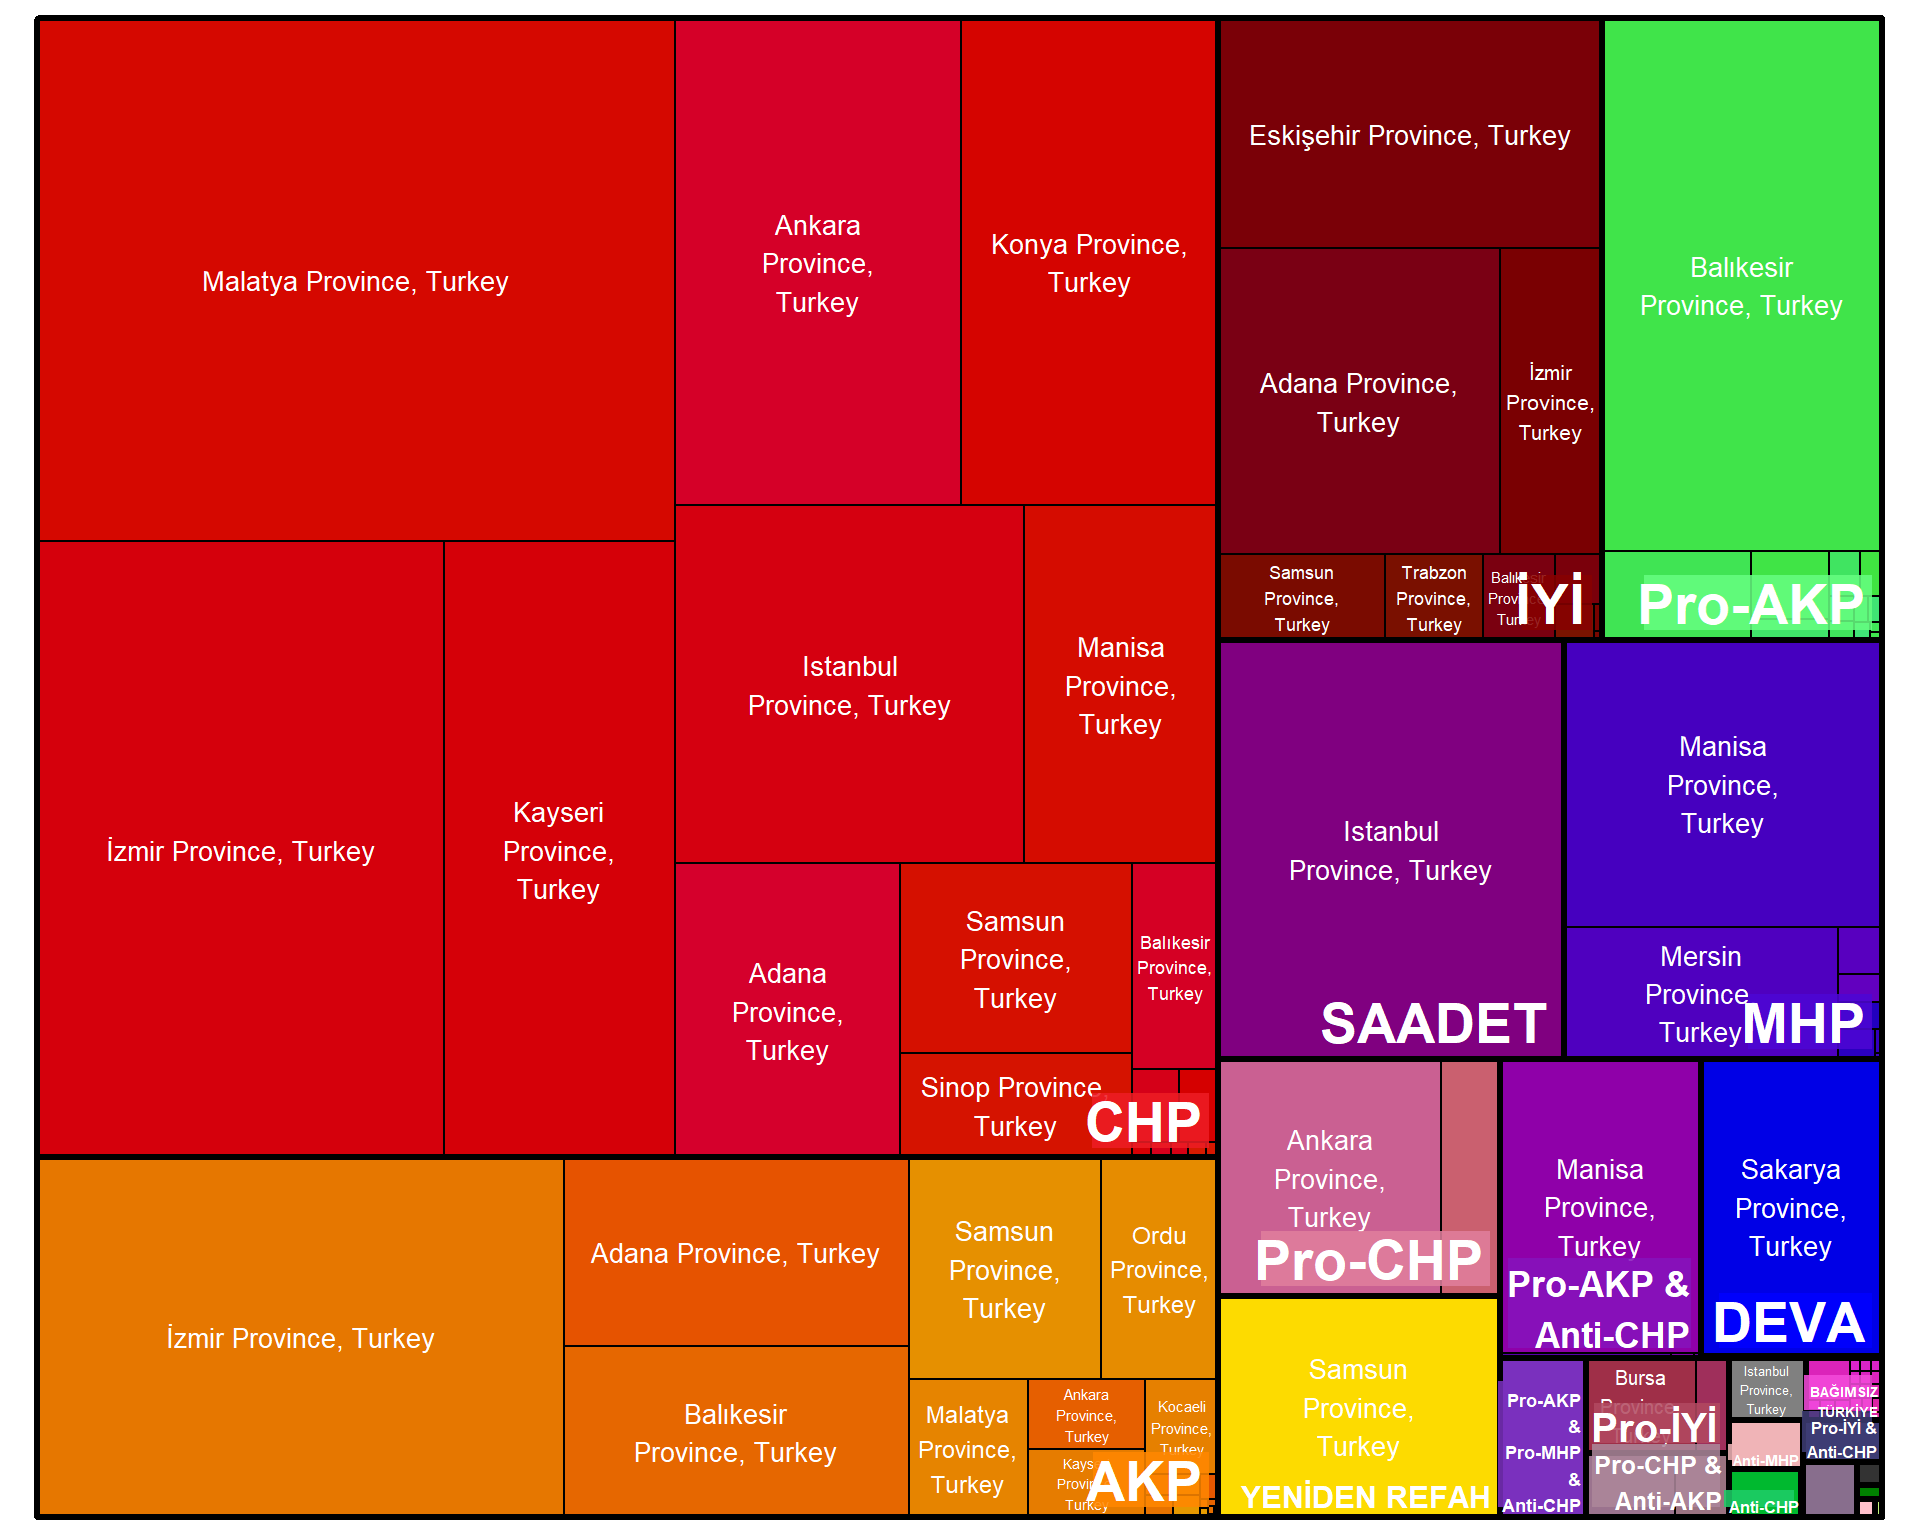 Malatya Province, Turkey
Ankara
Province,
Turkey
Konya Province,
Turkey
İzmir Province, Turkey
Kayseri
Province,
Turkey
Istanbul
Province, Turkey
Manisa
Province,
Turkey
Adana
Province,
Turkey
Samsun
Province,
Turkey
Balıkesir
Province,
Turkey
Sinop Province,
Turkey
CHP
İzmir Province, Turkey
Adana Province, Turkey
Balıkesir
Province, Turkey
Samsun
Province,
Turkey
Ordu
Province,
Turkey
Malatya
Province,
Turkey
Ankara
Province,
Turkey
Kocaeli
Province,
Turkey
AKP
Eskişehir Province, Turkey
Adana Province,
Turkey
İzmir
Province,
Turkey
Samsun
Province,
Turkey
Trabzon
Province,
Turkey
Balıkesir
Province,
Turkey
İYİ
Balıkesir
Province, Turkey
Pro-AKP
Istanbul
Province, Turkey
SAADET
Manisa
Province,
Turkey
Mersin
Province,
Turkey
MHP
Ankara
Province,
Turkey
Pro-CHP
Manisa
Province,
Turkey
Pro-AKP &
Anti-CHP
Sakarya
Province,
Turkey
DEVA
Samsun
Province,
Turkey
YENİDEN REFAH
Pro-AKP
&
Pro-MHP
&
Anti-CHP
Bursa
Province,
Pro-İYİ
Pro-CHP &
Anti-AKP
Istanbul
Province,
Turkey
Anti-MHP
Anti-CHP
BAĞIMSIZ
TÜRKİYE
Pro-İYİ &
Anti-CHP